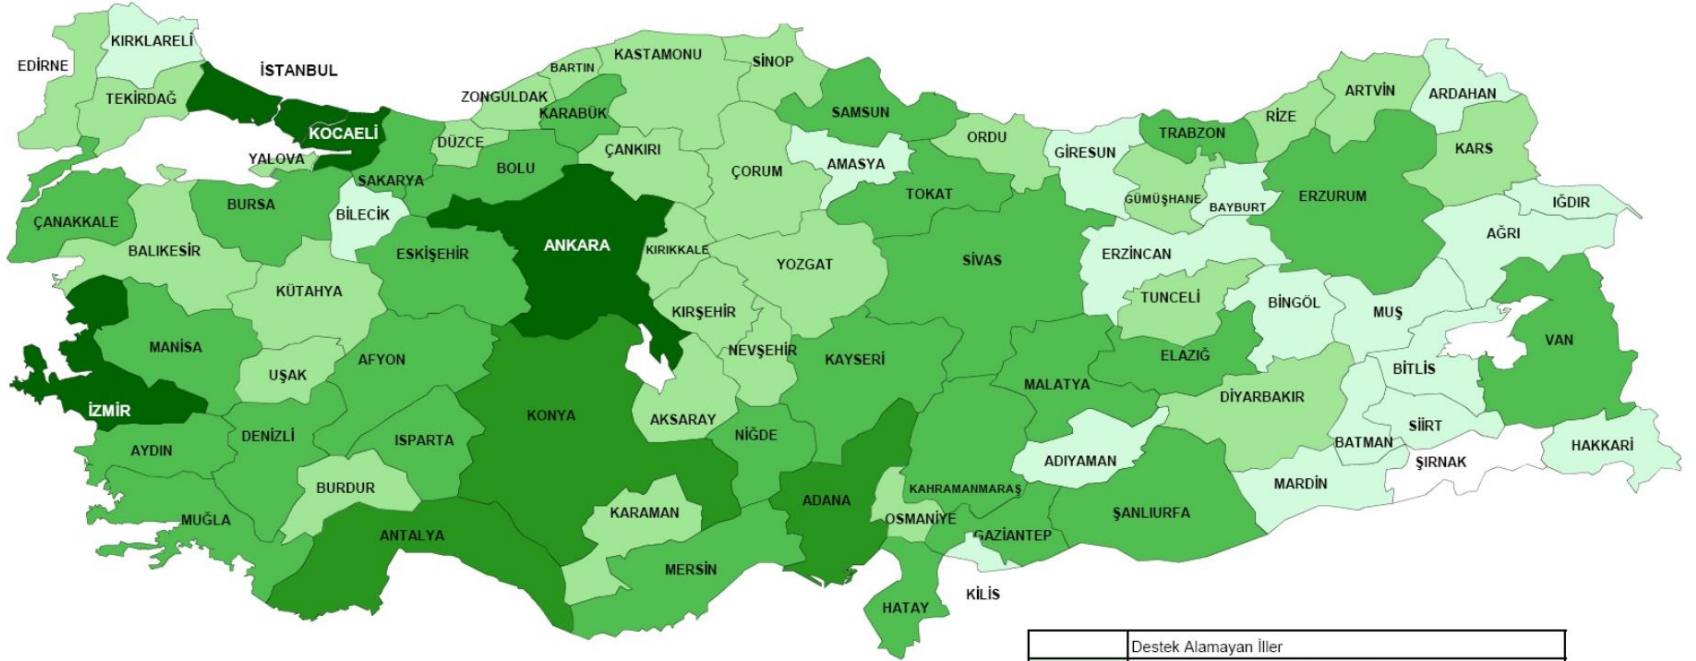 KIRKLARELİ
EDİRNE
İSTANBUL
TEKİRDAĞ
KOCAELİ
YALOVA
SAKARYA
DÜZCE
ZONGULDAK
BARTIN
KARABÜK
KASTAMONU
SİNOP
SAMSUN
ORDU
GİRESUN
TRABZON
RİZE
ARTVİN
ARDAHAN
KARS
ÇANKIRI
BOLU
ÇORUM
AMASYA
TOKAT
GÜMÜŞHANE
BAYBURT
ERZURUM
IĞDIR
AĞRI
ÇANAKKALE
BURSA
BİLECİK
BALIKESİR
ESKİŞEHİR
ANKARA
KIRIKKALE
YOZGAT
SİVAS
ERZİNCAN
KÜTAHYA
KIRŞEHİR
TUNCELİ
BİNGÖL
MUŞ
VAN
MANİSA
UŞAK
AFYON
NEVŞEHİR
KAYSERİ
MALATYA
ELAZIĞ
BİTLİS
İZMİR
KONYA
AKSARAY
DİYARBAKIR
SİİRT
AYDIN
DENİZLİ
ISPARTA
NİĞDE
BATMAN
HAKKARİ
ŞIRNAK
ADIYAMAN
MARDİN
BURDUR
KAHRAMANMARAŞ
ADANA
KARAMAN
OSMANİYE
ŞANLIURFA
MUĞLA
ANTALYA
GAZİANTEP
MERSİN
KİLİS
HATAY
Destek Alamayan İller